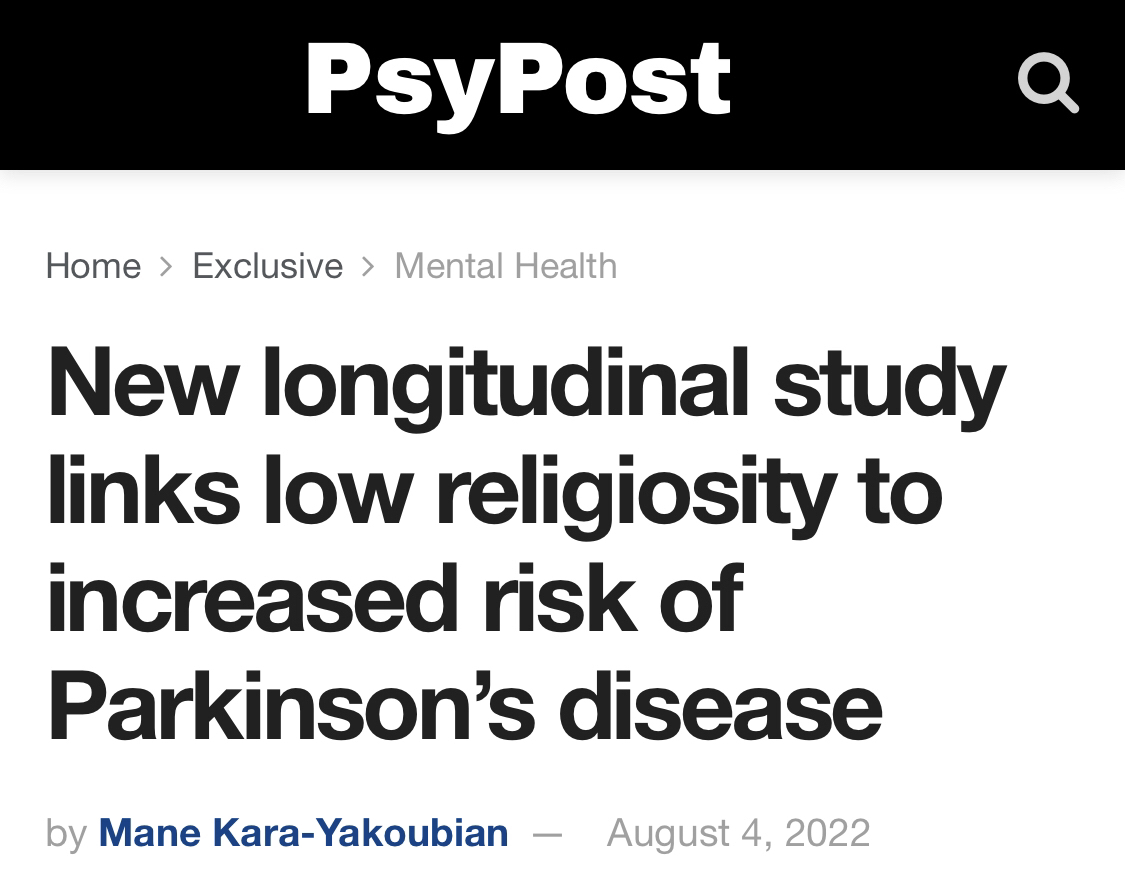 PsyPost
Home > Exclusive > Mental Health
New longitudinal study
links low religiosity to
increased risk of
Parkinson’s disease
by Mane Kara-Yakoubian — August 4, 2022